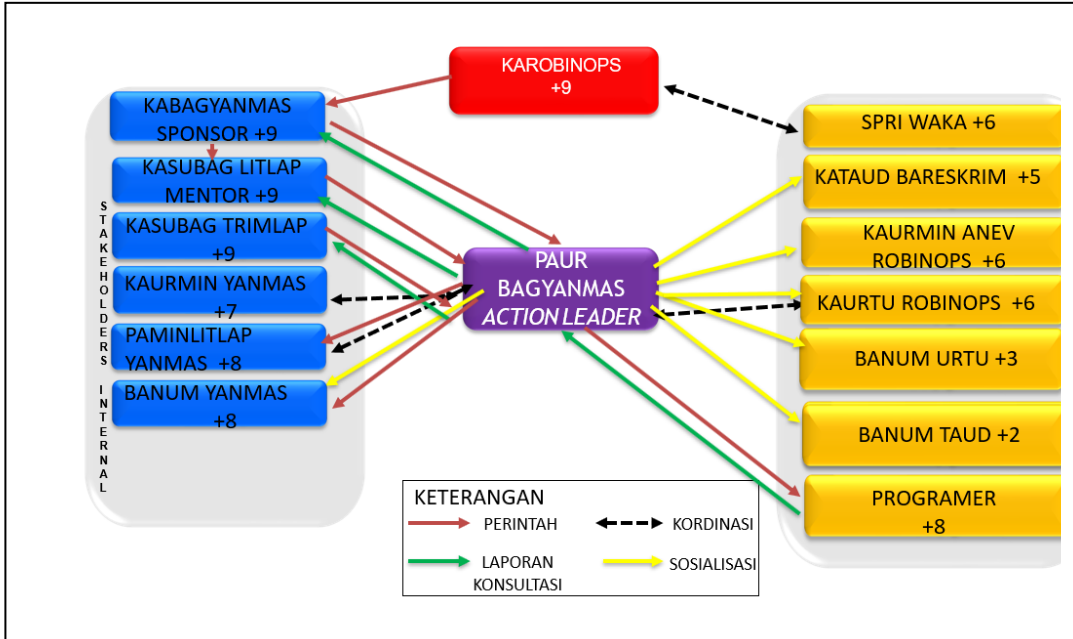 KAROBINOPS
+9
KABAGYANMAS
SPONSOR +9
KASUBAG LITLAP
MENTOR +9
KASUBAG TRIMLAP
+9
KAURMIN YANMAS
+7
PAMINLITLAP
YANMAS +8
BANUM YANMAS
+8
STAKEHOLDERS INTERNAL
PAUR
BAGYANMAS
ACTION LEADER
SPRI WAKA +6
KATAUD BARESKRIM +5
KAURMIN ANEV
ROBINOPS +6
KAURTU ROBINOPS +6
BANUM URTU +3
BANUM TAUD +2
PROGRAMER
+8
KETERANGAN
PERINTAH
KORDINASI
LAPORAN
KONSULTASI
SOSIALISASI